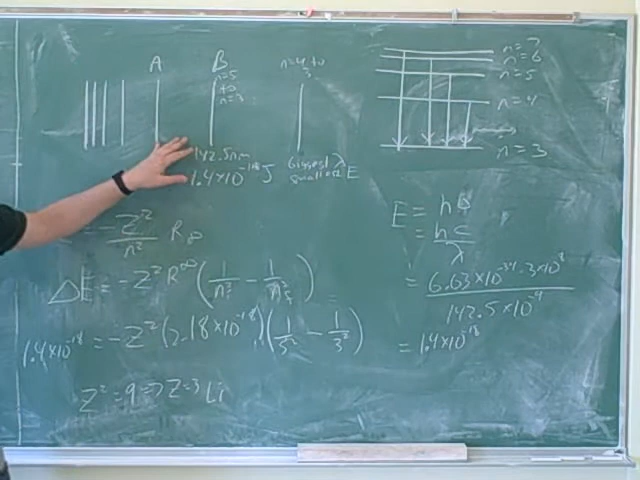 A
B
n=5
to
n=3
n=4 to
3
142.5nm
1.4×10⁻¹⁸ J
biggest λ
smallest E
n=7
n=6
n=5
n=4
n=3
= -Z²/n² R∞
ΔE = -Z² R∞ (1/nᵢ² - 1/n_f²)
1.4×10⁻¹⁸ = -Z² (2.18×10⁻¹⁸) (1/5² - 1/3²)
Z² = 9 => Z=3 Li
E = hν
= hc/λ
= 6.63×10⁻³⁴ · 3×10⁸ / 142.5×10⁻⁹
= 1.4×10⁻¹⁸